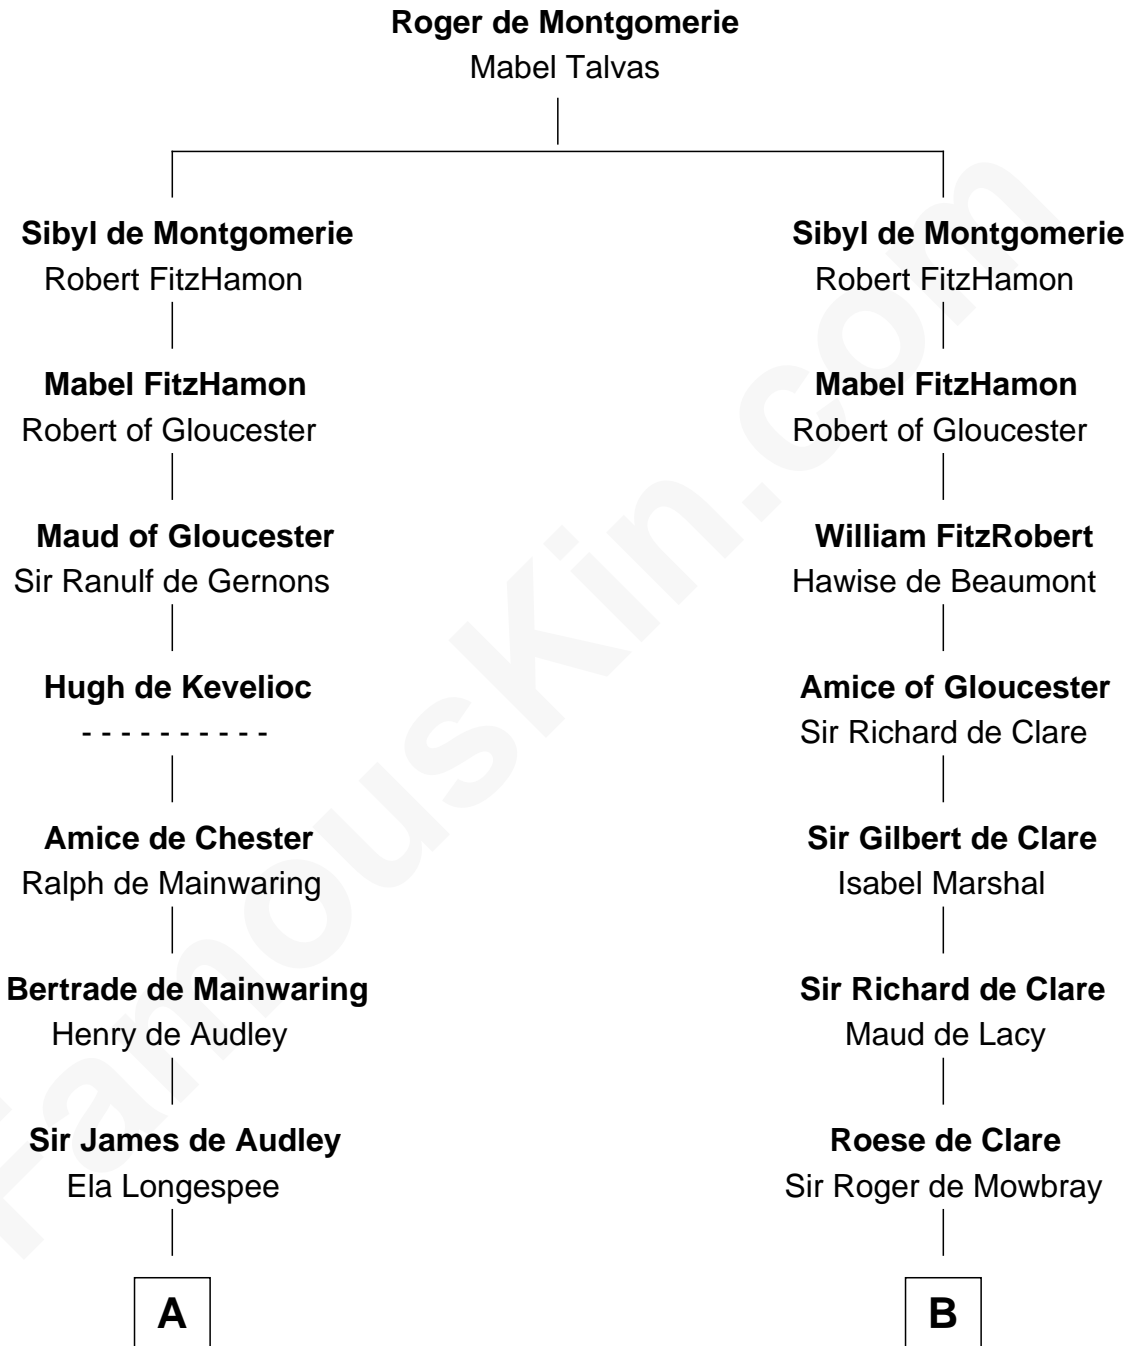 Roger de Montgomerie
Mabel Talvas
Sibyl de Montgomerie
Robert FitzHamon
Mabel FitzHamon
Robert of Gloucester
Maud of Gloucester
Sir Ranulf de Gernons
Hugh de Kevelioc
- - - - - - - - - -
Amice de Chester
Ralph de Mainwaring
Bertrade de Mainwaring
Henry de Audley
Sir James de Audley
Ela Longespee
A
Sibyl de Montgomerie
Robert FitzHamon
Mabel FitzHamon
Robert of Gloucester
William FitzRobert
Hawise de Beaumont
Amice of Gloucester
Sir Richard de Clare
Sir Gilbert de Clare
Isabel Marshal
Sir Richard de Clare
Maud de Lacy
Roese de Clare
Sir Roger de Mowbray
B
FamousKin.com